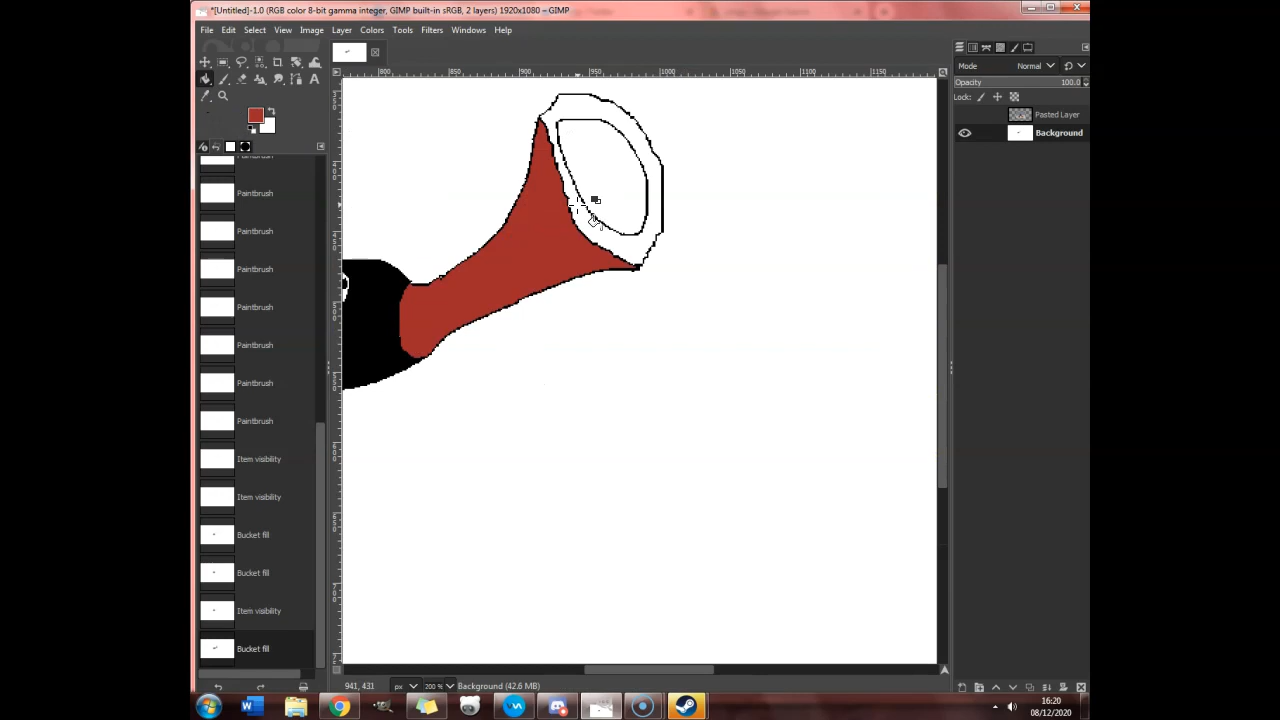 *[Untitled]-1.0 (RGB color 8-bit gamma integer, GIMP built-in sRGB, 2 layers) 1920x1080 – GIMP
File Edit Select View Image Layer Colors Tools Filters Windows Help
Mode Normal
Opacity 100.0
Lock:
Pasted Layer
Background
800 850 900 950 1000 1050 1100 1150
Paintbrush
Paintbrush
Paintbrush
Paintbrush
Paintbrush
Paintbrush
Paintbrush
Paintbrush
Item visibility
Item visibility
Bucket fill
Bucket fill
Item visibility
Bucket fill
941, 431 px 200 % Background (42.6 MB)
16:20
08/12/2020